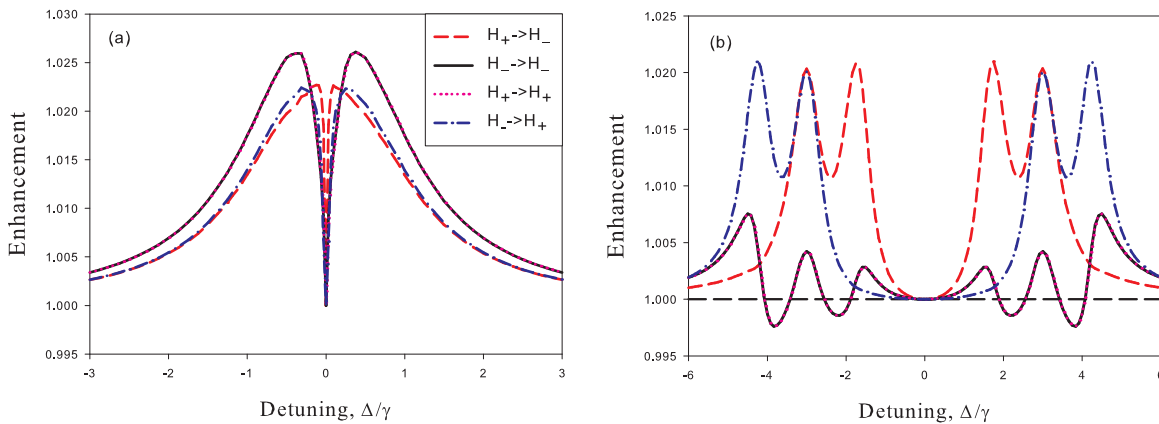 (a)
H₊->H₋
H₋->H₋
H₊->H₊
H₋->H₊
Enhancement
1.030
1.025
1.020
1.015
1.010
1.005
1.000
0.995
-3 -2 -1 0 1 2 3
Detuning, Δ/γ
(b)
Enhancement
1.025
1.020
1.015
1.010
1.005
1.000
0.995
-6 -4 -2 0 2 4 6
Detuning, Δ/γ